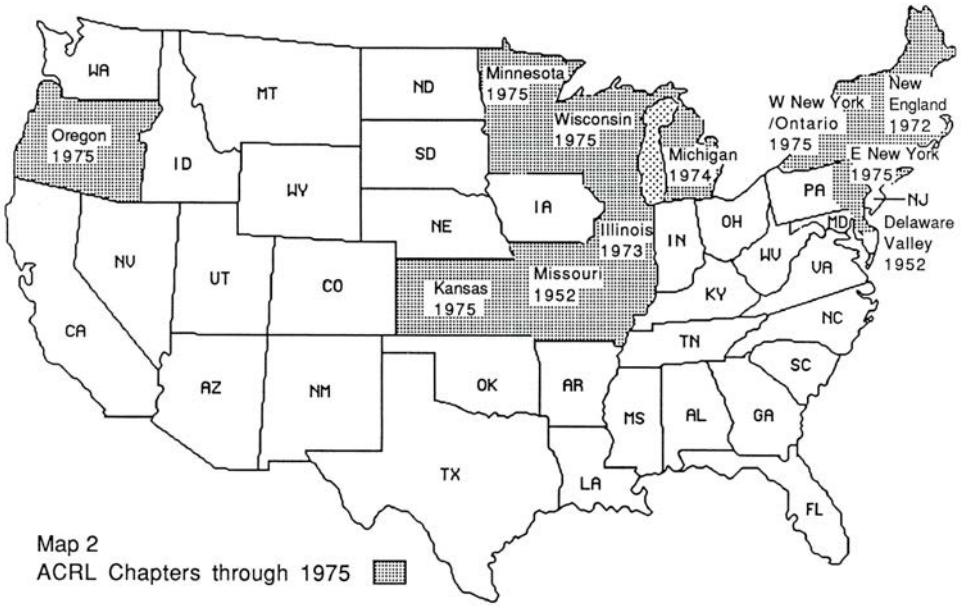 WA
MT
ND
Minnesota
1975
Wisconsin
1975
Michigan
1974
W New York
/Ontario
1975
New
England
1972
E New York
1975
Oregon
1975
ID
WY
SD
NE
IA
Illinois
1973
IN
OH
PA
NJ
MD
Delaware
Valley
1952
NV
UT
CO
Kansas
1975
Missouri
1952
KY
WV
VA
CA
AZ
NM
OK
AR
TN
NC
SC
MS
AL
GA
TX
LA
FL
Map 2
ACRL Chapters through 1975